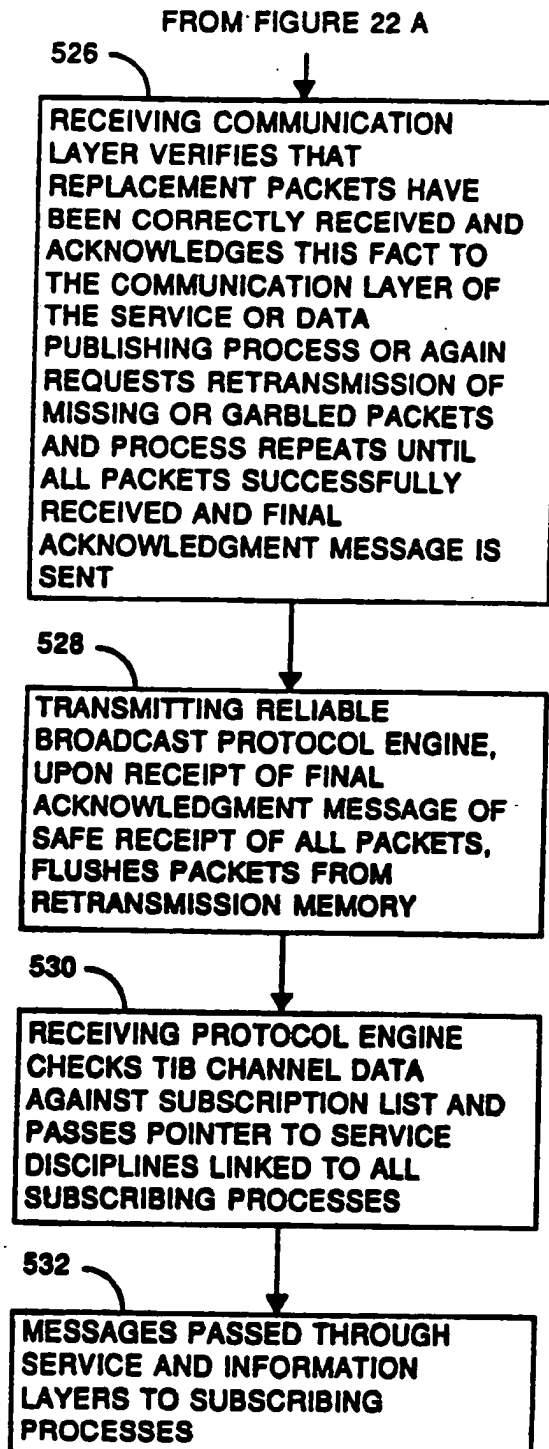 FROM FIGURE 22 A
526
RECEIVING COMMUNICATION
LAYER VERIFIES THAT
REPLACEMENT PACKETS HAVE
BEEN CORRECTLY RECEIVED AND
ACKNOWLEDGES THIS FACT TO
THE COMMUNICATION LAYER OF
THE SERVICE OR DATA
PUBLISHING PROCESS OR AGAIN
REQUESTS RETRANSMISSION OF
MISSING OR GARBLED PACKETS
AND PROCESS REPEATS UNTIL
ALL PACKETS SUCCESSFULLY
RECEIVED AND FINAL
ACKNOWLEDGMENT MESSAGE IS
SENT
528
TRANSMITTING RELIABLE
BROADCAST PROTOCOL ENGINE,
UPON RECEIPT OF FINAL
ACKNOWLEDGMENT MESSAGE OF
SAFE RECEIPT OF ALL PACKETS,
FLUSHES PACKETS FROM
RETRANSMISSION MEMORY
530
RECEIVING PROTOCOL ENGINE
CHECKS TIB CHANNEL DATA
AGAINST SUBSCRIPTION LIST AND
PASSES POINTER TO SERVICE
DISCIPLINES LINKED TO ALL
SUBSCRIBING PROCESSES
532
MESSAGES PASSED THROUGH
SERVICE AND INFORMATION
LAYERS TO SUBSCRIBING
PROCESSES